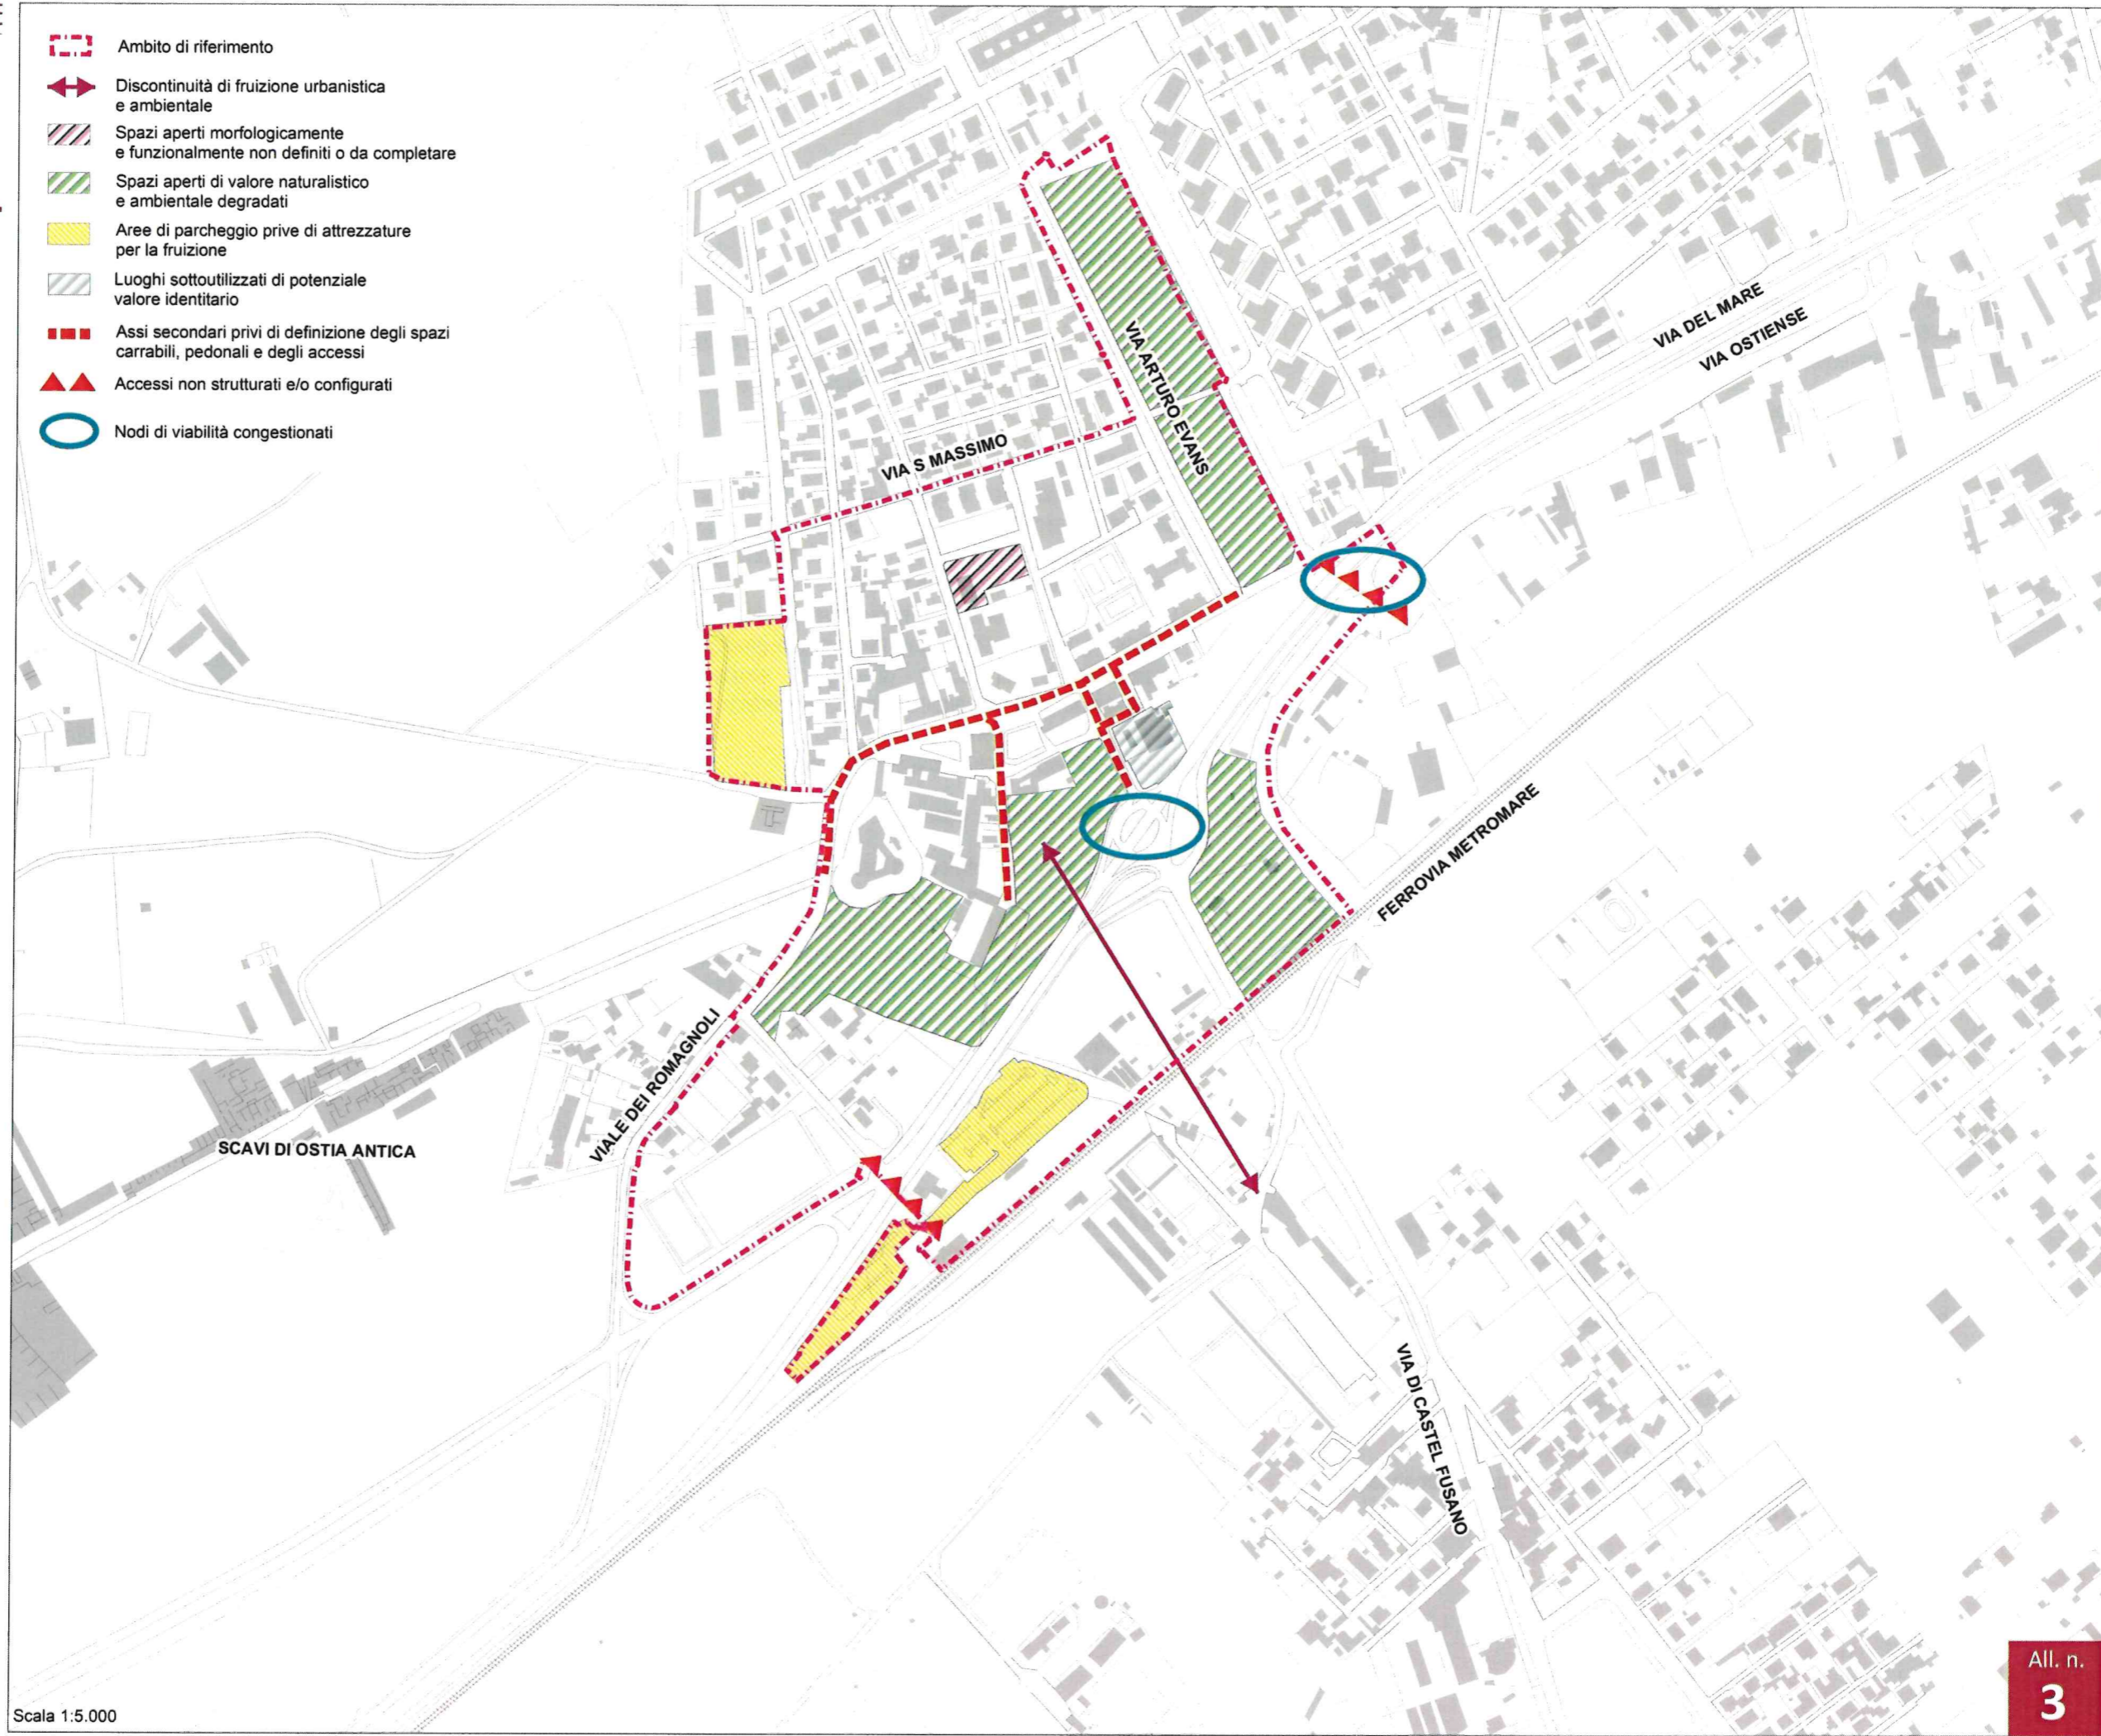 Ambito di riferimento
Discontinuità di fruizione urbanistica
e ambientale
Spazi aperti morfologicamente
e funzionalmente non definiti o da completare
Spazi aperti di valore naturalistico
e ambientale degradati
Aree di parcheggio prive di attrezzature
per la fruizione
Luoghi sottoutilizzati di potenziale
valore identitario
Assi secondari privi di definizione degli spazi
carrabili, pedonali e degli accessi
Accessi non strutturati e/o configurati
Nodi di viabilità congestionati
VIA DEL MARE
VIA OSTIENSE
VIA ARTURO EVANS
VIA S MASSIMO
FERROVIA METROMARE
VIALE DEI ROMAGNOLI
SCAVI DI OSTIA ANTICA
VIA DI CASTEL FUSANO
Scala 1:5.000
All. n.
3